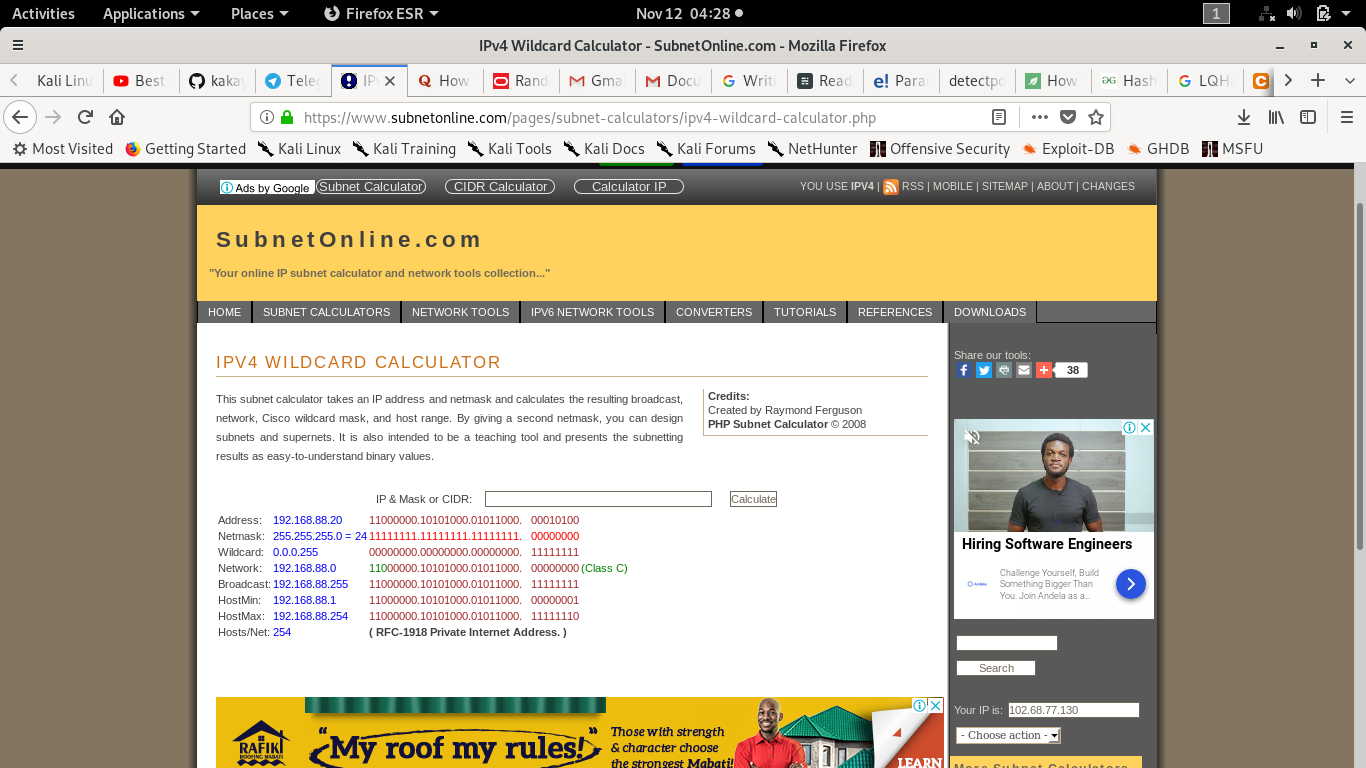 Activities Applications Places Firefox ESR Nov 12 04:28 1
IPv4 Wildcard Calculator - SubnetOnline.com - Mozilla Firefox
Kali Linu Best kakay Teleg IP How Rand Gmai Docu Writi Read Para detectpo How Hash LQH
https://www.subnetonline.com/pages/subnet-calculators/ipv4-wildcard-calculator.php
Most Visited Getting Started Kali Linux Kali Training Kali Tools Kali Docs Kali Forums NetHunter Offensive Security Exploit-DB GHDB MSFU
Ads by Google Subnet Calculator CIDR Calculator Calculator IP YOU USE IPV4 | RSS | MOBILE | SITEMAP | ABOUT | CHANGES
SubnetOnline.com
"Your online IP subnet calculator and network tools collection..."
HOME SUBNET CALCULATORS NETWORK TOOLS IPV6 NETWORK TOOLS CONVERTERS TUTORIALS REFERENCES DOWNLOADS
IPV4 WILDCARD CALCULATOR
This subnet calculator takes an IP address and netmask and calculates the resulting broadcast,
network, Cisco wildcard mask, and host range. By giving a second netmask, you can design
subnets and supernets. It is also intended to be a teaching tool and presents the subnetting
results as easy-to-understand binary values.
Credits:
Created by Raymond Ferguson
PHP Subnet Calculator © 2008
IP & Mask or CIDR: Calculate
Address: 192.168.88.20 11000000.10101000.01011000. 00010100
Netmask: 255.255.255.0 = 24 11111111.11111111.11111111. 00000000
Wildcard: 0.0.0.255 00000000.00000000.00000000. 11111111
Network: 192.168.88.0 11000000.10101000.01011000. 00000000 (Class C)
Broadcast: 192.168.88.255 11000000.10101000.01011000. 11111111
HostMin: 192.168.88.1 11000000.10101000.01011000. 00000001
HostMax: 192.168.88.254 11000000.10101000.01011000. 11111110
Hosts/Net: 254 ( RFC-1918 Private Internet Address. )
Share our tools:
38
Hiring Software Engineers
Andela
Challenge Yourself, Build
Something Bigger Than
You. Join Andela as a...
Search
Your IP is: 102.68.77.130
- Choose action -
More Subnet Calculators
RAFIKI
ROOFING MABATI
"My roof my rules!"
Those with strength
& character choose
the strongest Mabati!
LEARN